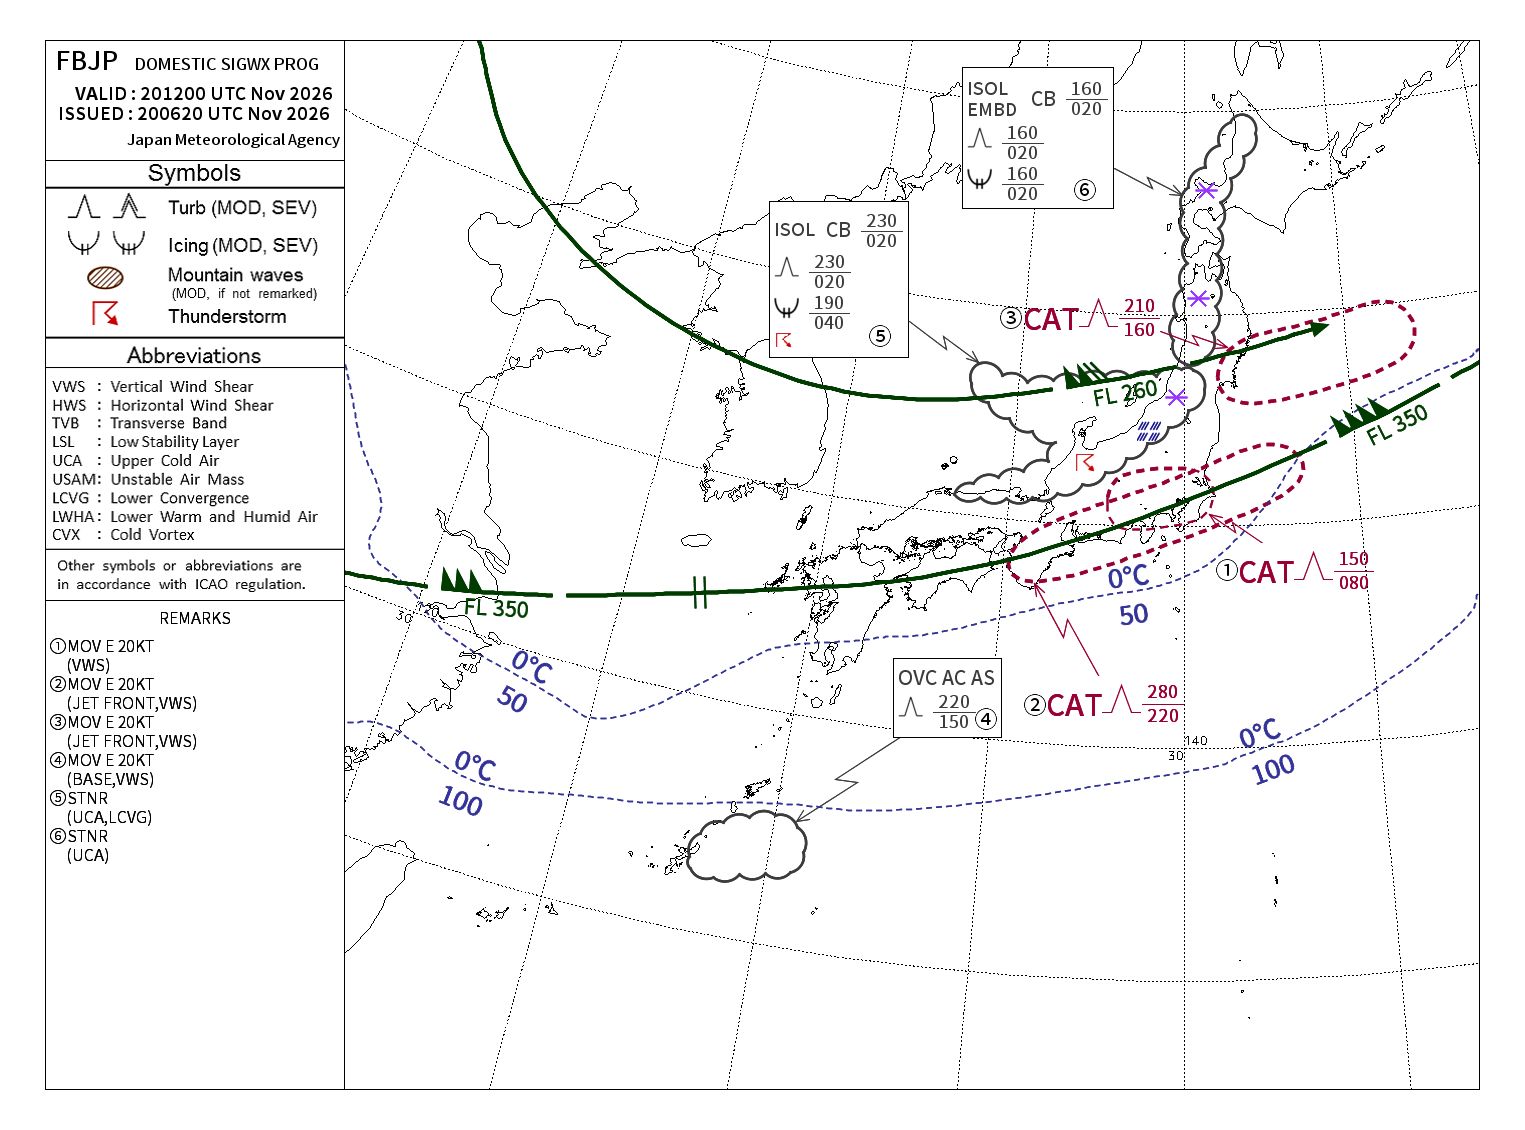 FBJP DOMESTIC SIGWX PROG
VALID : 201200 UTC Nov 2026
ISSUED : 200620 UTC Nov 2026
Japan Meteorological Agency
Symbols
Turb (MOD, SEV)
Icing (MOD, SEV)
Mountain waves
(MOD, if not remarked)
Thunderstorm
Abbreviations
VWS : Vertical Wind Shear
HWS : Horizontal Wind Shear
TVB : Transverse Band
LSL : Low Stability Layer
UCA : Upper Cold Air
USAM: Unstable Air Mass
LCVG : Lower Convergence
LWHA: Lower Warm and Humid Air
CVX : Cold Vortex
Other symbols or abbreviations are
in accordance with ICAO regulation.
REMARKS
①MOV E 20KT
(VWS)
②MOV E 20KT
(JET FRONT,VWS)
③MOV E 20KT
(JET FRONT,VWS)
④MOV E 20KT
(BASE,VWS)
⑤STNR
(UCA,LCVG)
⑥STNR
(UCA)
ISOL
EMBD CB 160
020
160
020
160
020
⑥
ISOL CB 230
020
230
020
190
040
⑤
③CAT 210
160
FL 260
FL 350
①CAT 150
080
0°C
50
FL 350
30
120
0°C
50
OVC AC AS
220
150 ④
②CAT 280
220
140
30
0°C
100
0°C
100